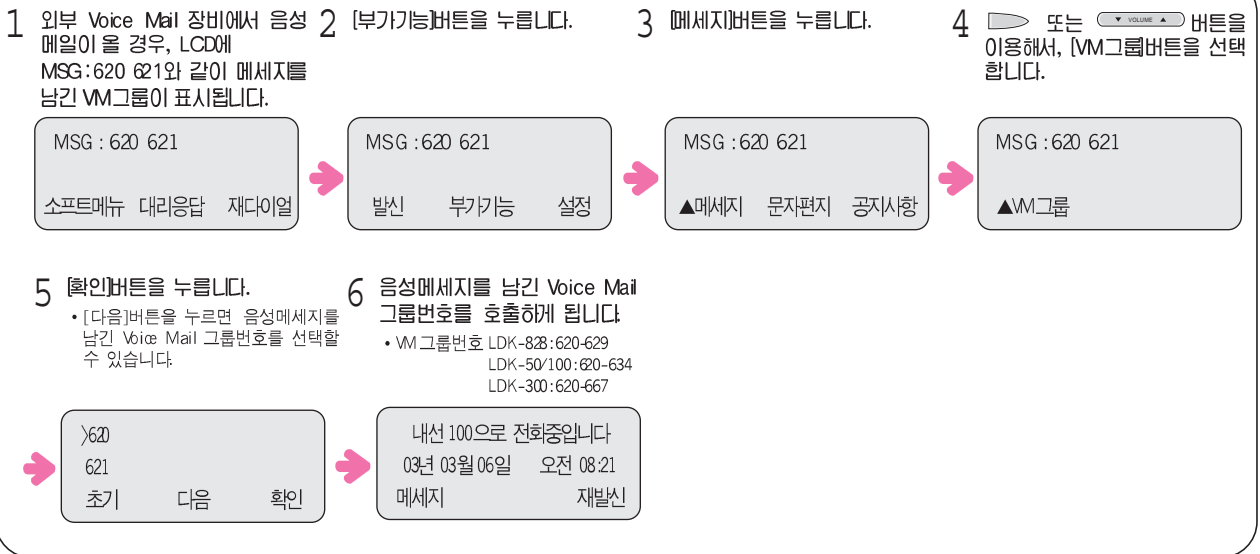 1 외부 Voice Mail 장비에서 음성
메일이 올 경우, LCD에
MSG:620 621와 같이 메세지를
남긴 VM그룹이 표시됩니다.
MSG : 620 621
소프트메뉴 대리응답 재다이얼
2 [부가기능]버튼을 누릅니다.
MSG : 620 621
발신 부가기능 설정
3 [메세지]버튼을 누릅니다.
MSG : 620 621
▲메세지 문자편지 공지사항
4 또는 ▼ VOLUME ▲ 버튼을
이용해서, [VM그룹]버튼을 선택
합니다.
MSG : 620 621
▲VM그룹
5 [확인]버튼을 누릅니다.
• [다음]버튼을 누르면 음성메세지를
남긴 Voice Mail 그룹번호를 선택할
수 있습니다.
>620
621
초기 다음 확인
6 음성메세지를 남긴 Voice Mail
그룹번호를 호출하게 됩니다.
• VM 그룹번호 LDK-828:620-629
LDK-50/100:620-634
LDK-300:620-667
내선 100으로 전화중입니다
03년 03월 06일 오전 08:21
메세지 재발신